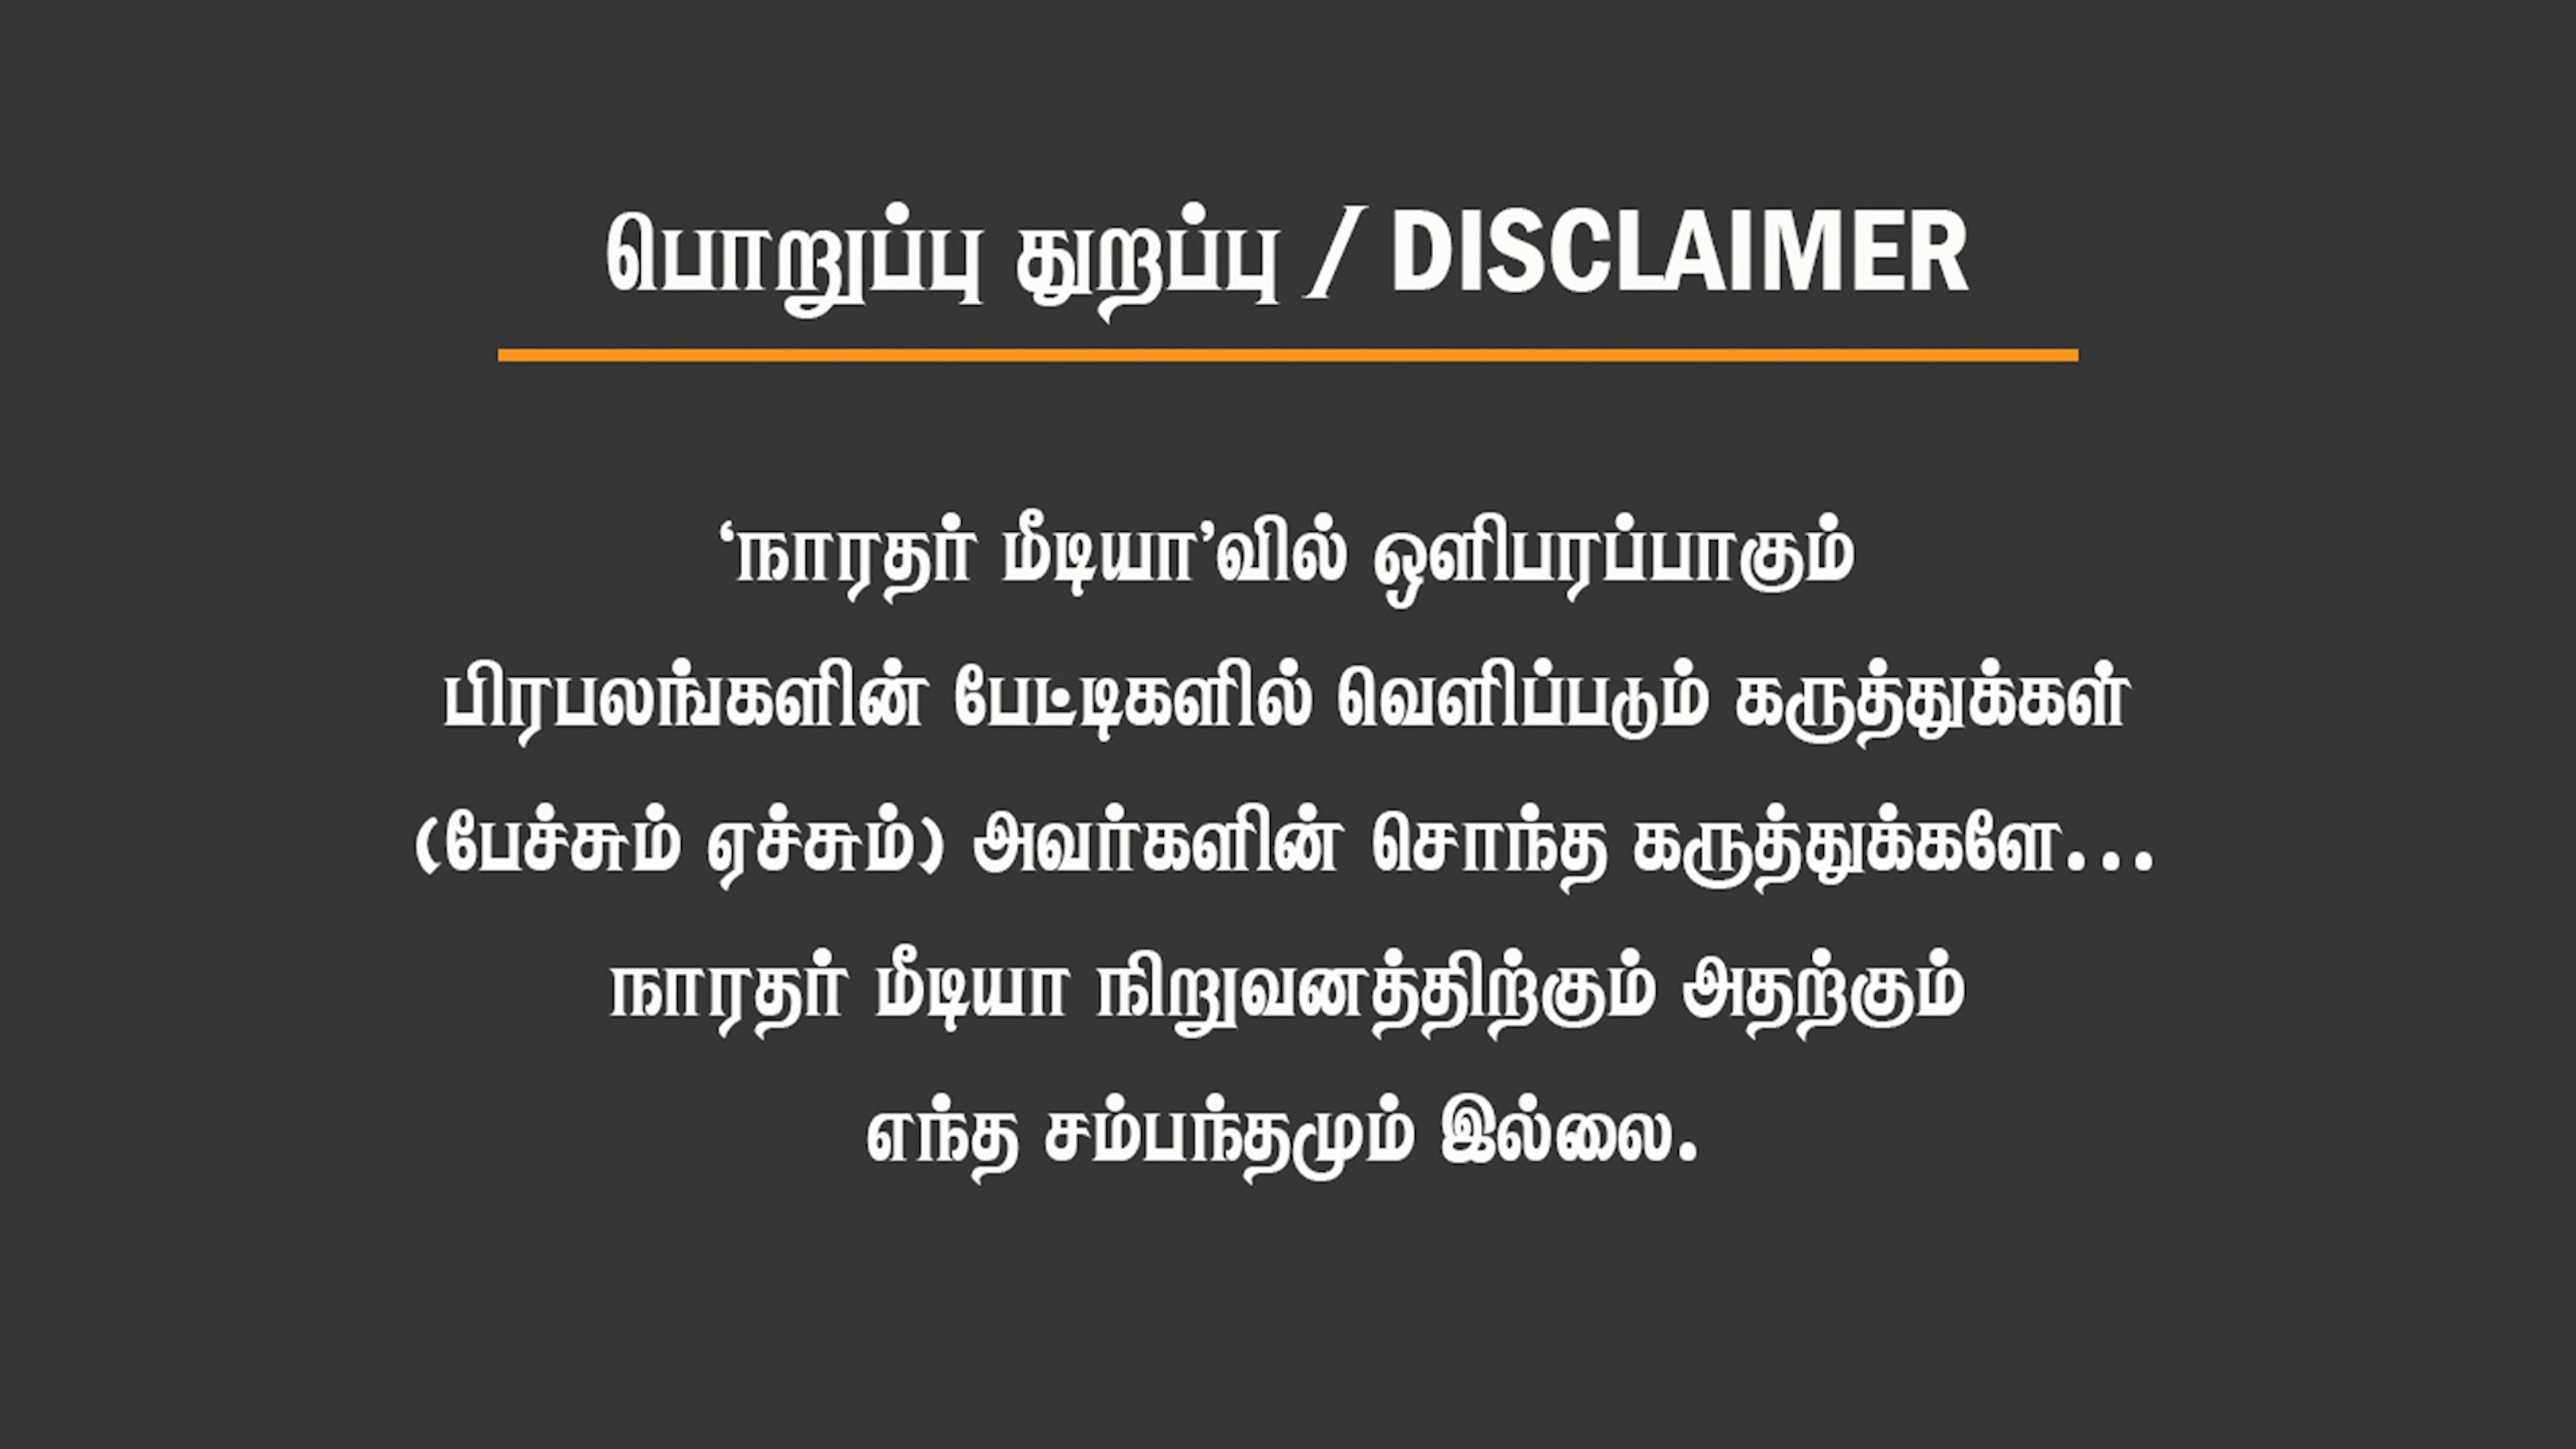 பொறுப்பு துறப்பு / DISCLAIMER
‘நாரதர் மீடியா’வில் ஒளிபரப்பாகும்
பிரபலங்களின் பேட்டிகளில் வெளிப்படும் கருத்துக்கள்
(பேச்சும் ஏச்சும்) அவர்களின் சொந்த கருத்துக்களே...
நாரதர் மீடியா நிறுவனத்திற்கும் அதற்கும்
எந்த சம்பந்தமும் இல்லை.